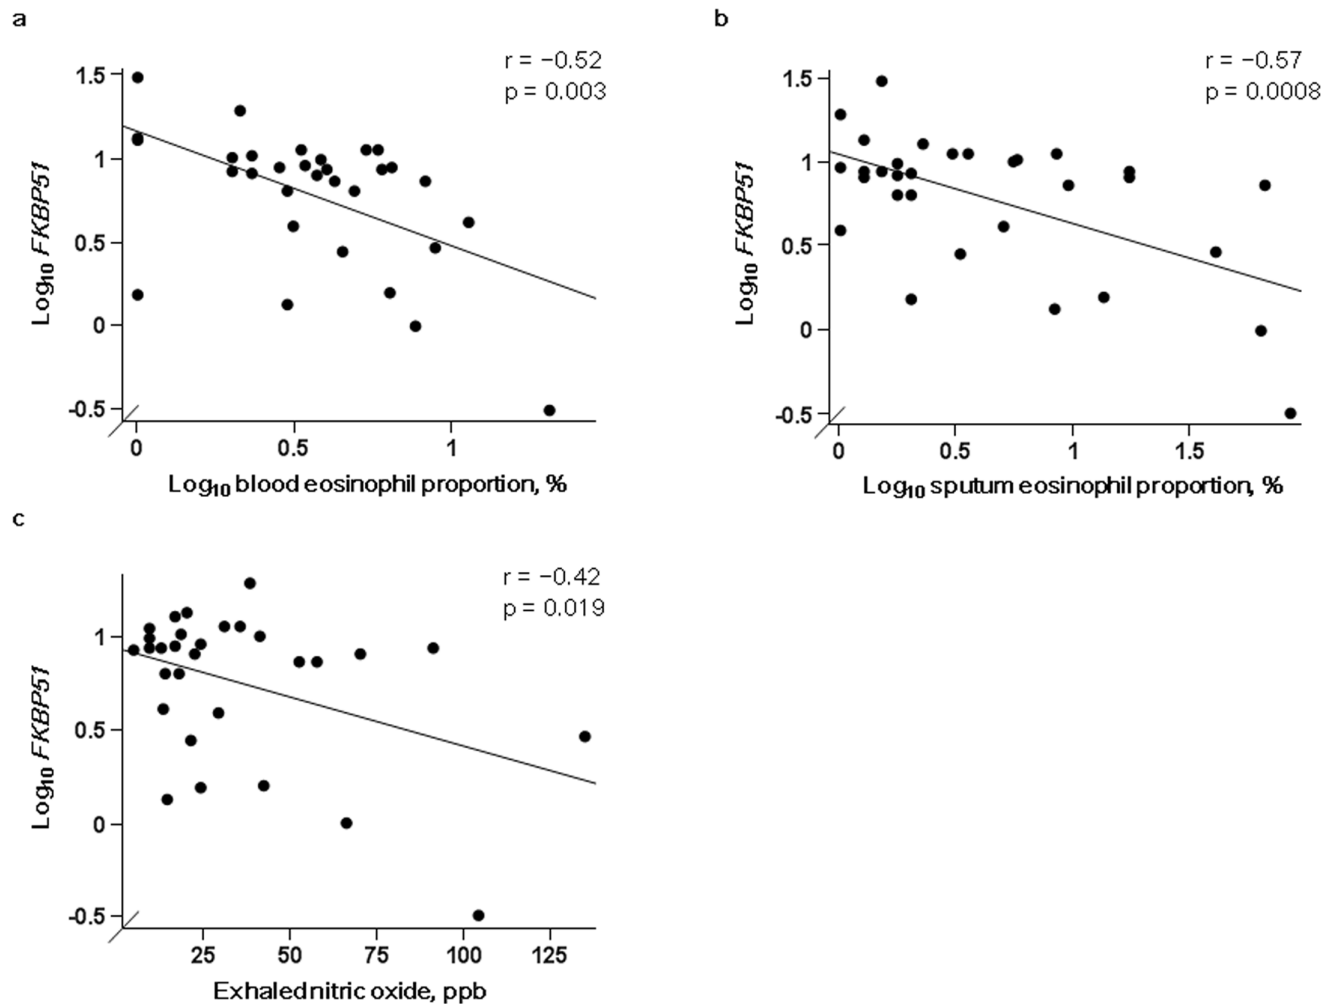 a
r = −0.52
p = 0.003
1.5
1
0.5
0
-0.5
Log10 FKBP51
0 0.5 1
Log10 blood eosinophil proportion, %
b
r = −0.57
p = 0.0008
1.5
1
0.5
0
-0.5
Log10 FKBP51
0 0.5 1 1.5
Log10 sputum eosinophil proportion, %
c
r = −0.42
p = 0.019
1
0.5
0
-0.5
Log10 FKBP51
25 50 75 100 125
Exhaled nitric oxide, ppb